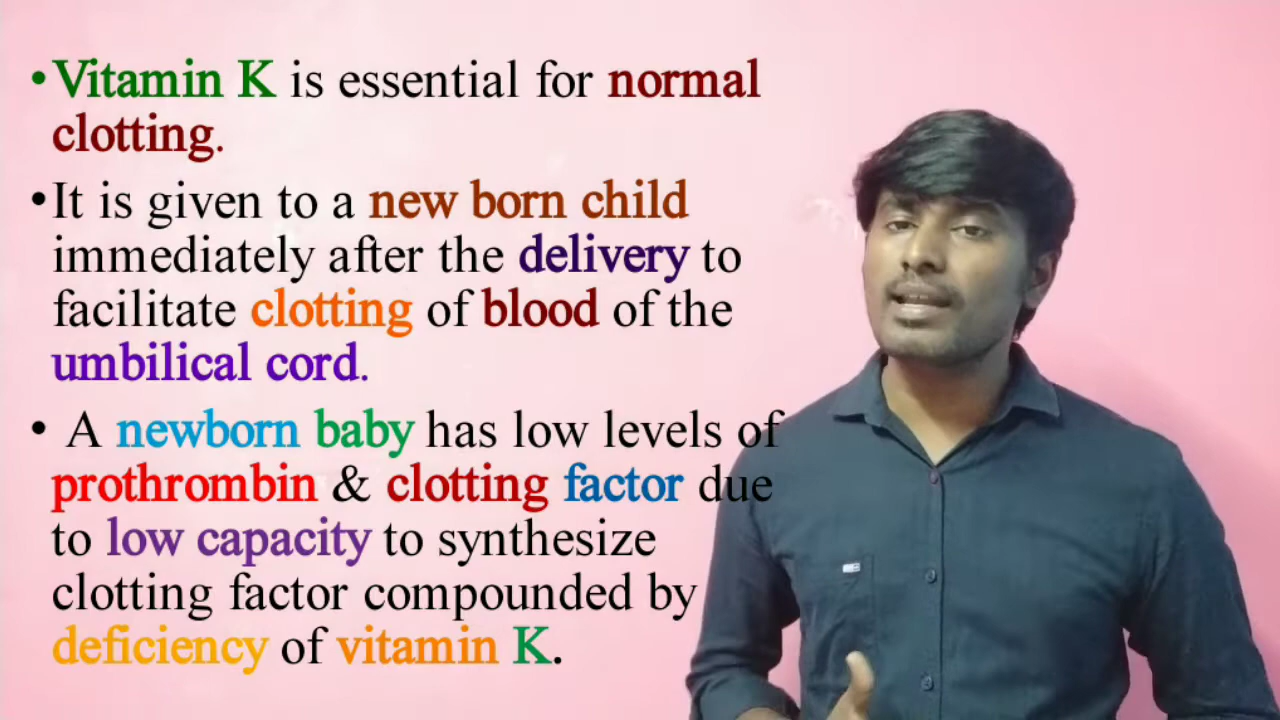 •Vitamin K is essential for normal
clotting.
•It is given to a new born child
immediately after the delivery to
facilitate clotting of blood of the
umbilical cord.
• A newborn baby has low levels of
prothrombin & clotting factor due
to low capacity to synthesize
clotting factor compounded by
deficiency of vitamin K.